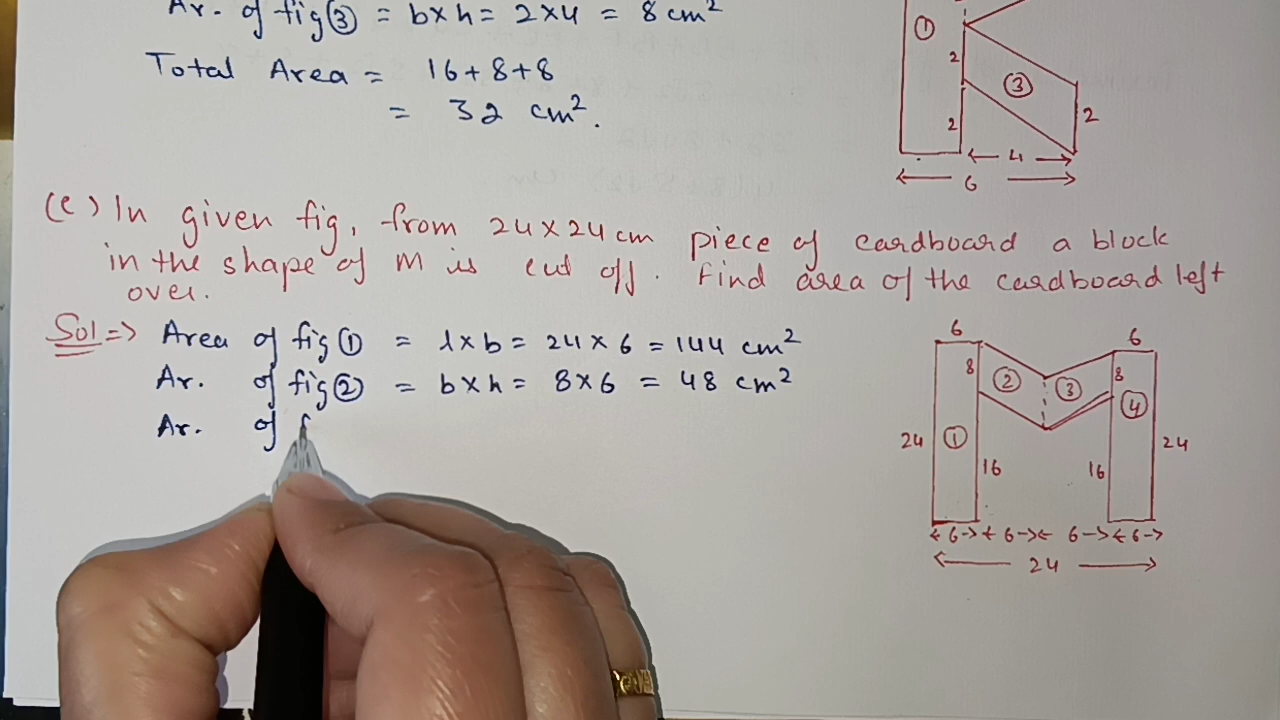 Ar. of fig ③ = b×h = 2×4 = 8 cm²
Total Area = 16+8+8
= 32 cm².
①
2
③
2
2
4
6
(e) In given fig, from 24×24 cm piece of cardboard a block
in the shape of M is cut off. Find area of the cardboard left
over.
Sol ⇒ Area of fig ① = l×b = 24×6 = 144 cm²
Ar. of fig ② = b×h = 8×6 = 48 cm²
Ar. of f
6 6
8 ② ③ 8
④
24 ① 24
16 16
6 6 6 6
24